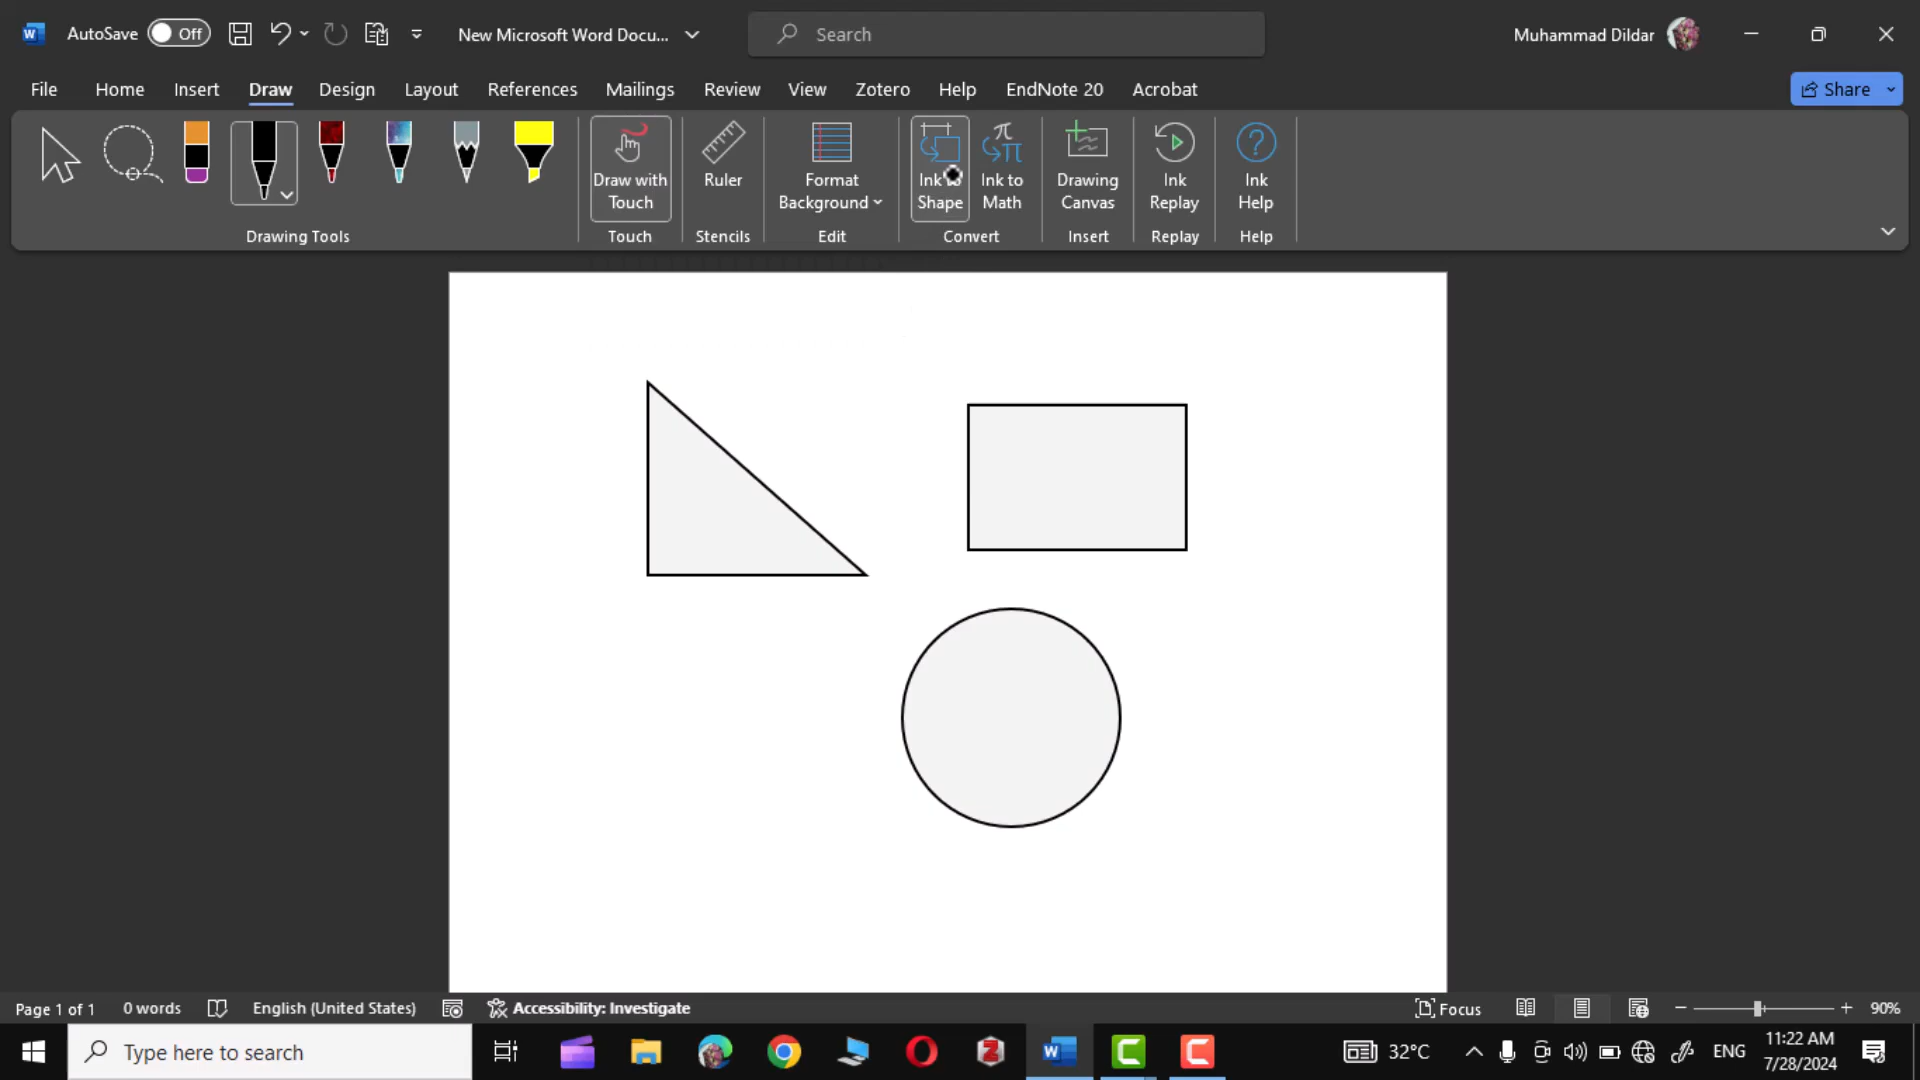 AutoSave Off New Microsoft Word Docu... Search Muhammad Dildar
File Home Insert Draw Design Layout References Mailings Review View Zotero Help EndNote 20 Acrobat Share
Draw with Touch
Ruler
Format Background
Ink to Shape
Ink to Math
Drawing Canvas
Ink Replay
Ink Help
Drawing Tools Touch Stencils Edit Convert Insert Replay Help
Page 1 of 1 0 words English (United States) Accessibility: Investigate Focus 90%
Type here to search 32°C ENG 11:22 AM
7/28/2024